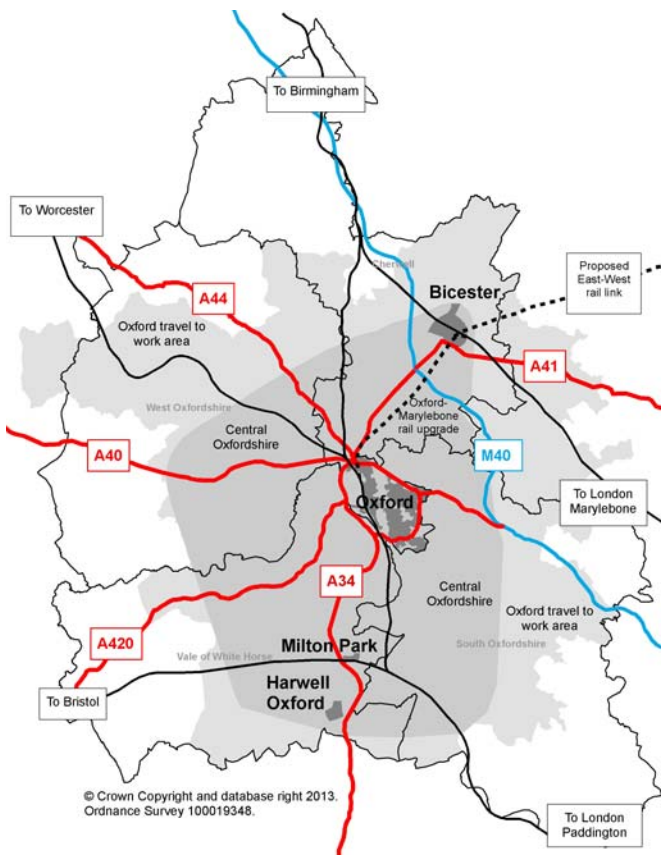 To Birmingham
To Worcester
Cherwell
Proposed
East-West
rail link
Bicester
A44
Oxford travel to
work area
A41
West Oxfordshire
Oxford-
Marylebone
rail upgrade
Central
Oxfordshire
A40
M40
Oxford
To London
Marylebone
A34
Central
Oxfordshire
Oxford travel to
work area
A420
Milton Park
South Oxfordshire
Vale of White Horse
Harwell
Oxford
To Bristol
© Crown Copyright and database right 2013.
Ordnance Survey 100019348.
To London
Paddington